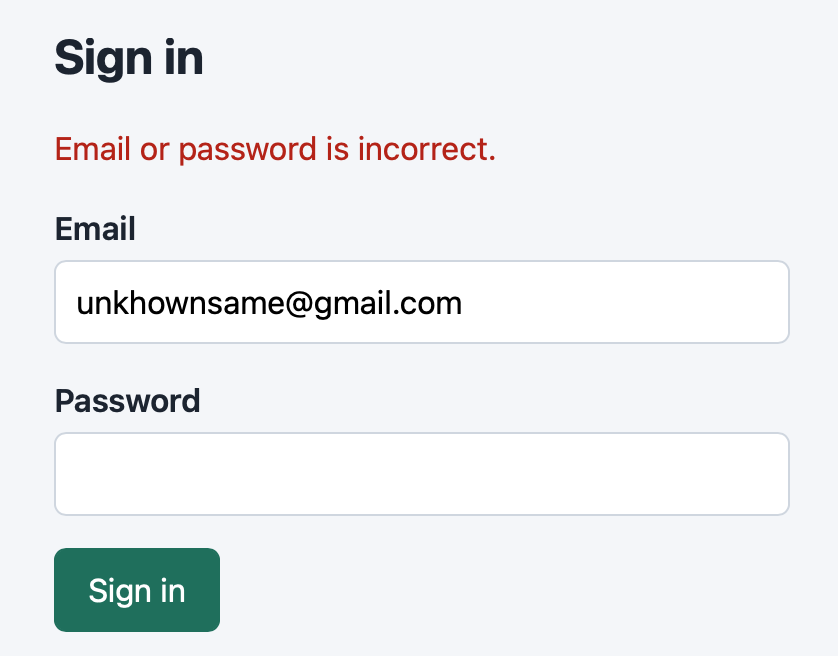 Sign in
Email or password is incorrect.
Email
unkhownsame@gmail.com
Password
Sign in